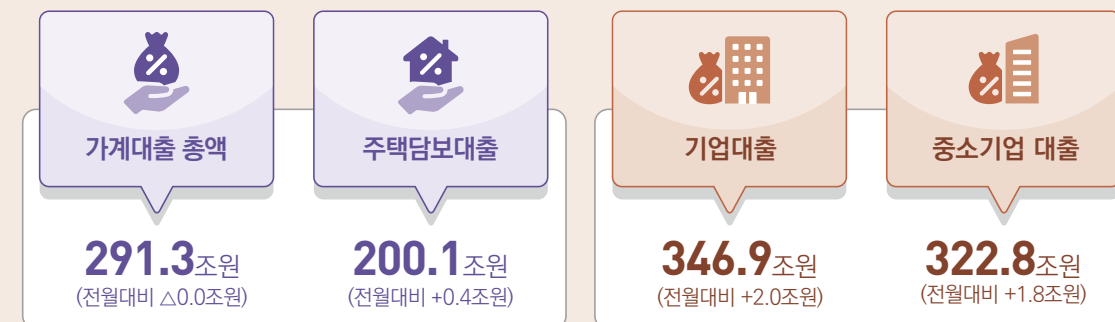 가계대출 총액
291.3조원
(전월대비 △0.0조원)
주택담보대출
200.1조원
(전월대비 +0.4조원)
기업대출
346.9조원
(전월대비 +2.0조원)
중소기업 대출
322.8조원
(전월대비 +1.8조원)